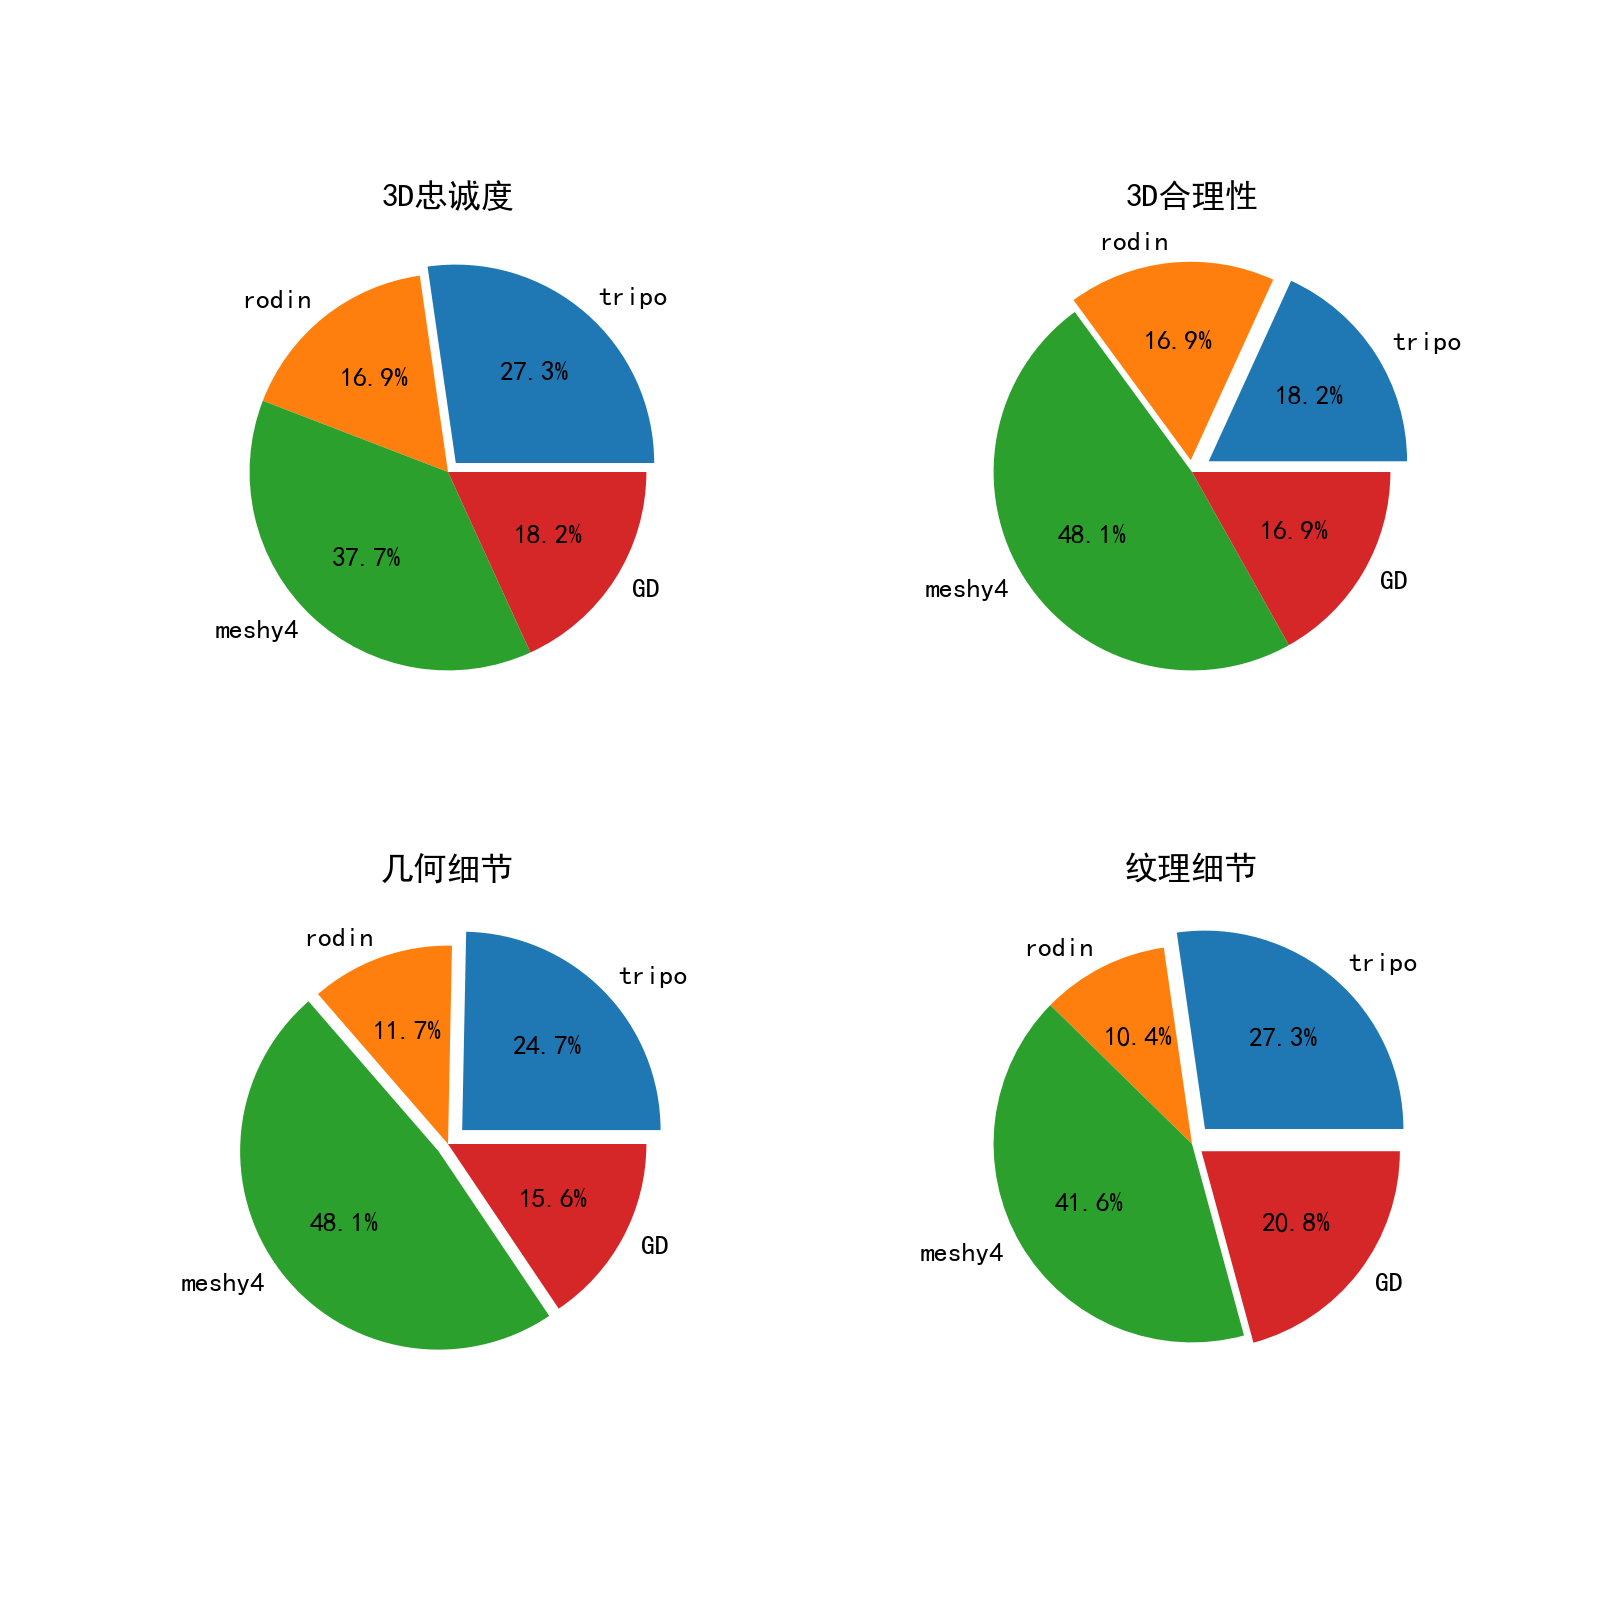 3D忠诚度
rodin
tripo
16.9%
27.3%
37.7%
18.2%
meshy4
GD
3D合理性
rodin
tripo
16.9%
18.2%
48.1%
16.9%
meshy4
GD
几何细节
rodin
tripo
11.7%
24.7%
48.1%
15.6%
meshy4
GD
纹理细节
rodin
tripo
10.4%
27.3%
41.6%
20.8%
meshy4
GD